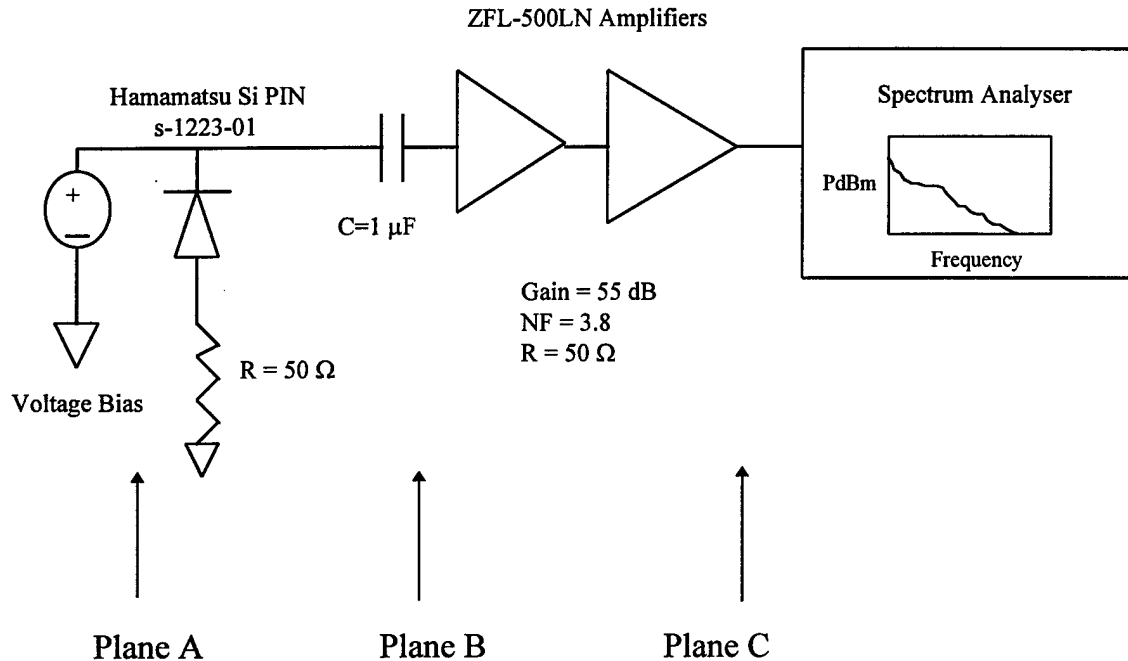 ZFL-500LN Amplifiers
Hamamatsu Si PIN
s-1223-01
Spectrum Analyser
+
PdBm
C=1 µF
Frequency
Gain = 55 dB
NF = 3.8
R = 50 Ω
R = 50 Ω
Voltage Bias
Plane A
Plane B
Plane C